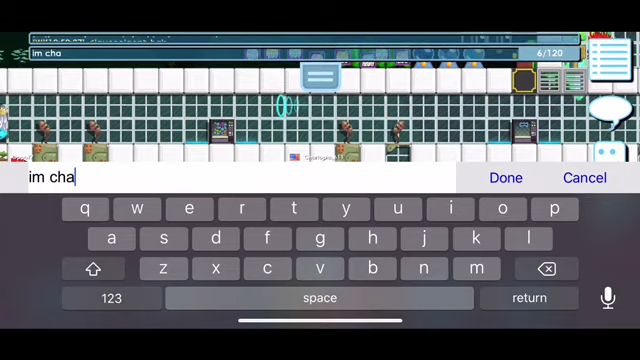 im cha
6/120
im cha
Done
Cancel
q w e r t y u i o p
a s d f g h j k l
z x c v b n m
123
space
return